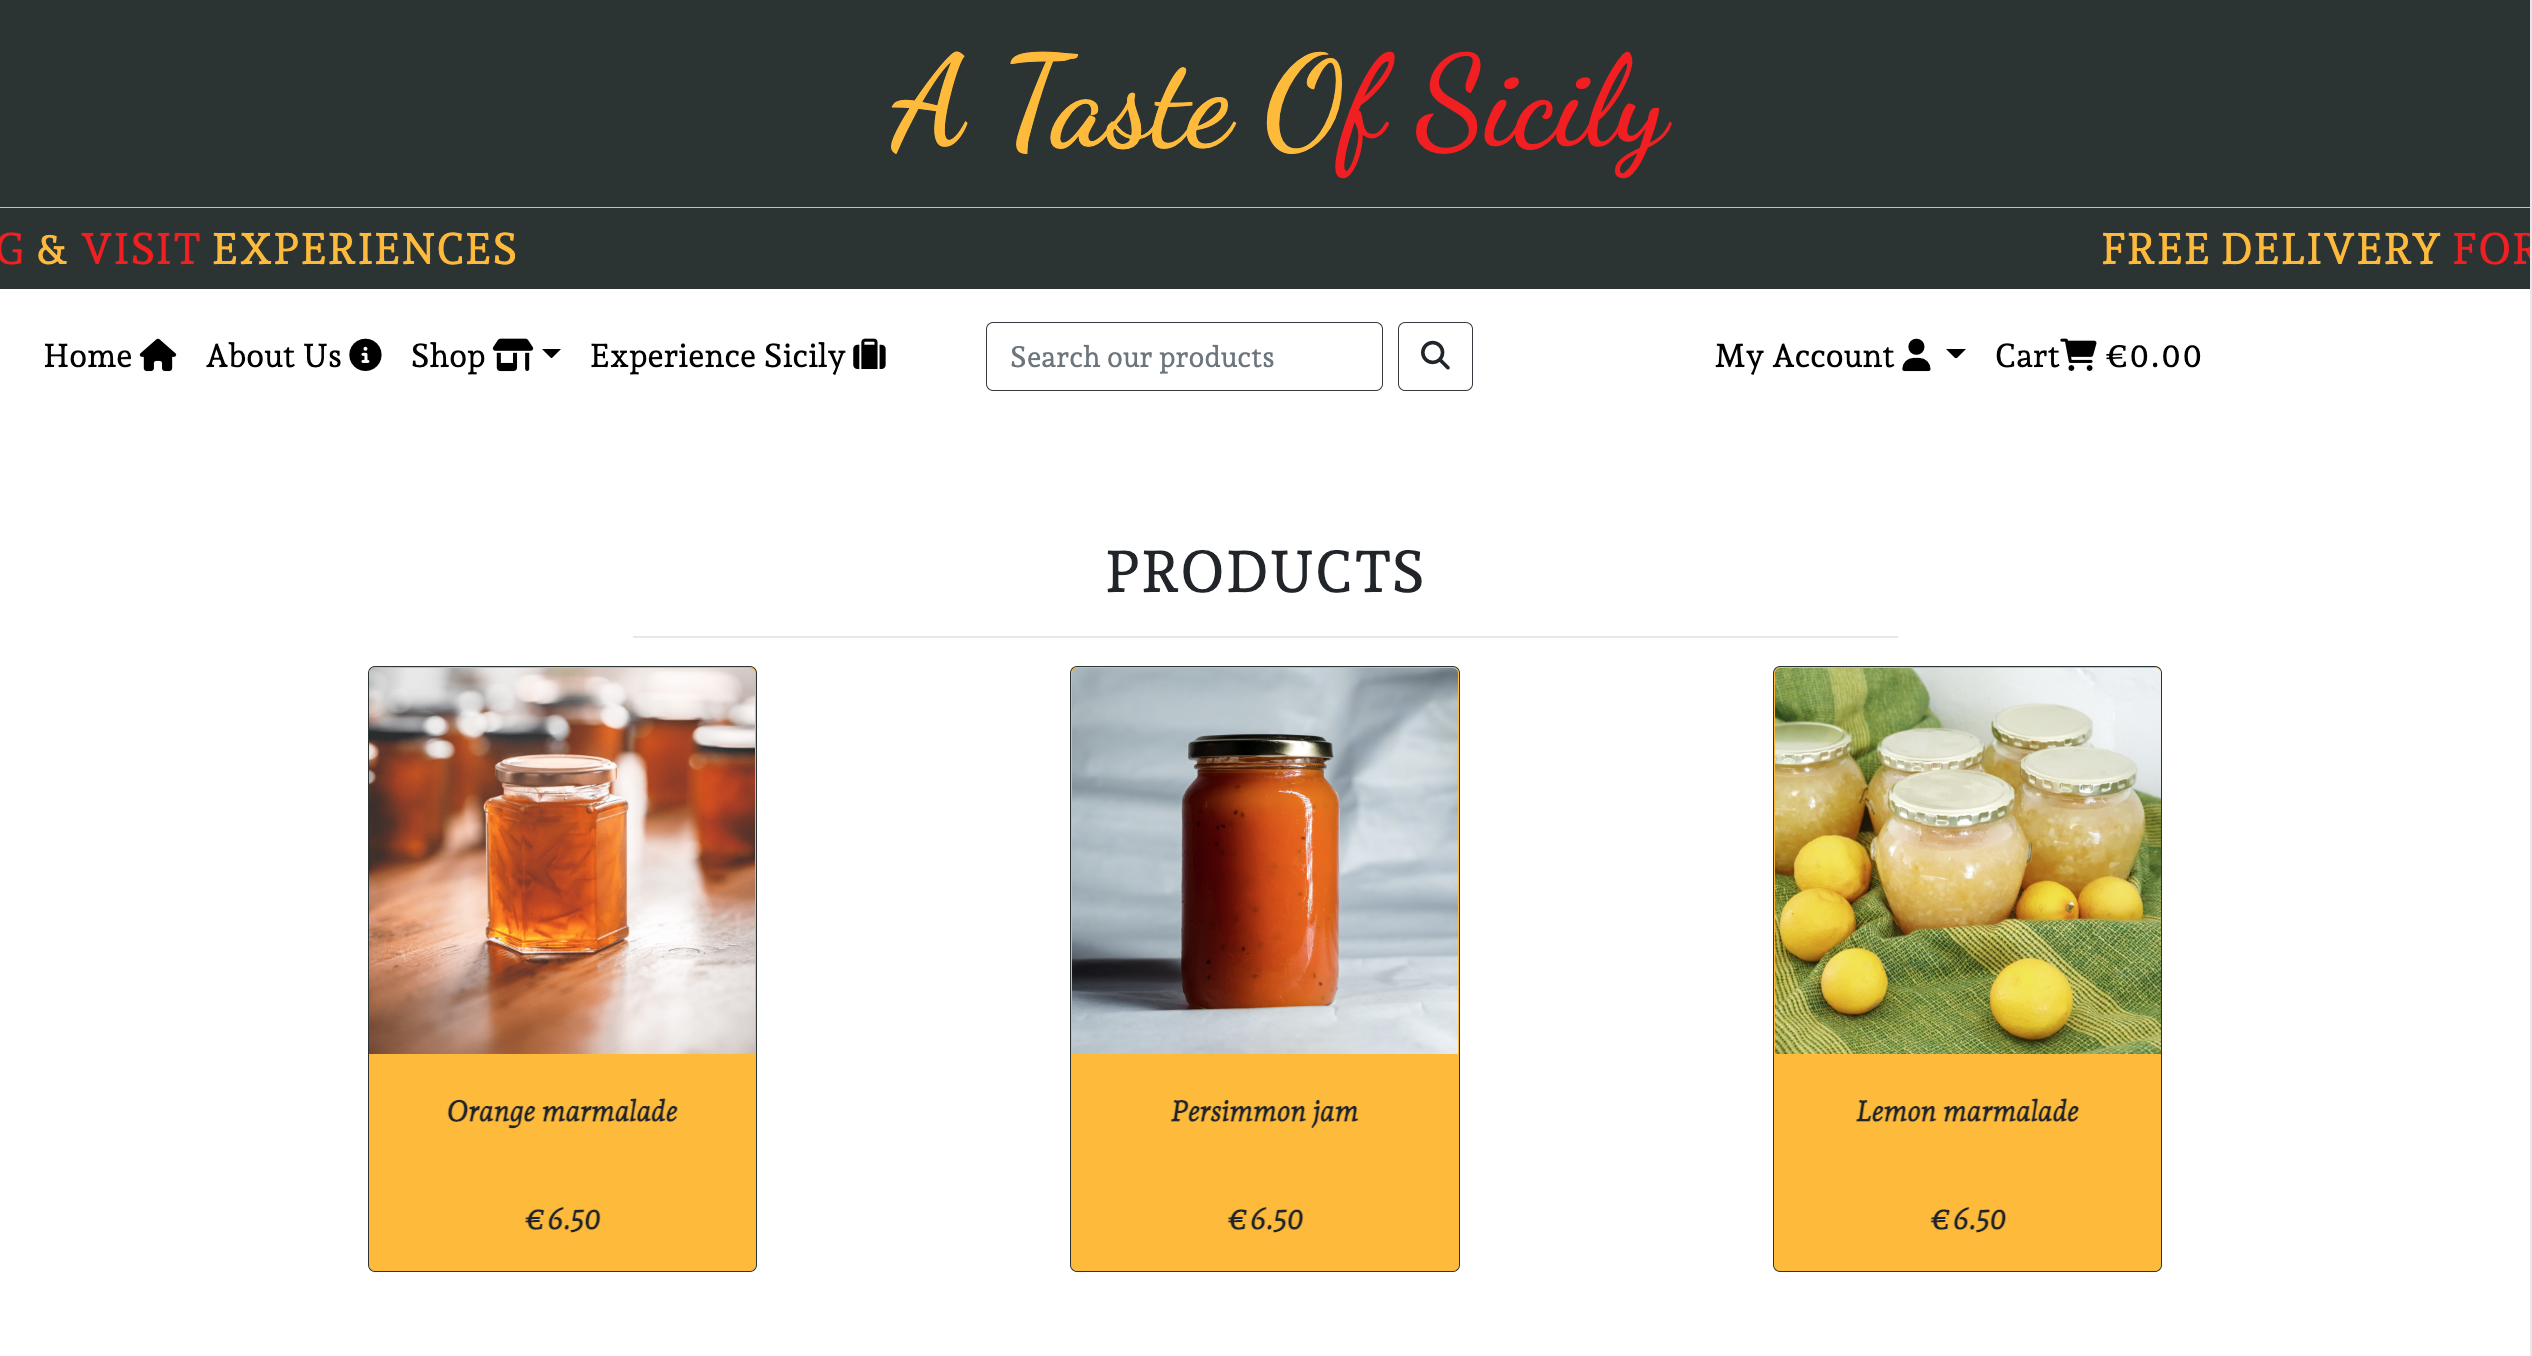 A Taste Of Sicily
& VISIT EXPERIENCES FREE DELIVERY
Home About Us Shop Experience Sicily Search our products My Account Cart €0.00
PRODUCTS
Orange marmalade Persimmon jam Lemon marmalade
€6.50 €6.50 €6.50